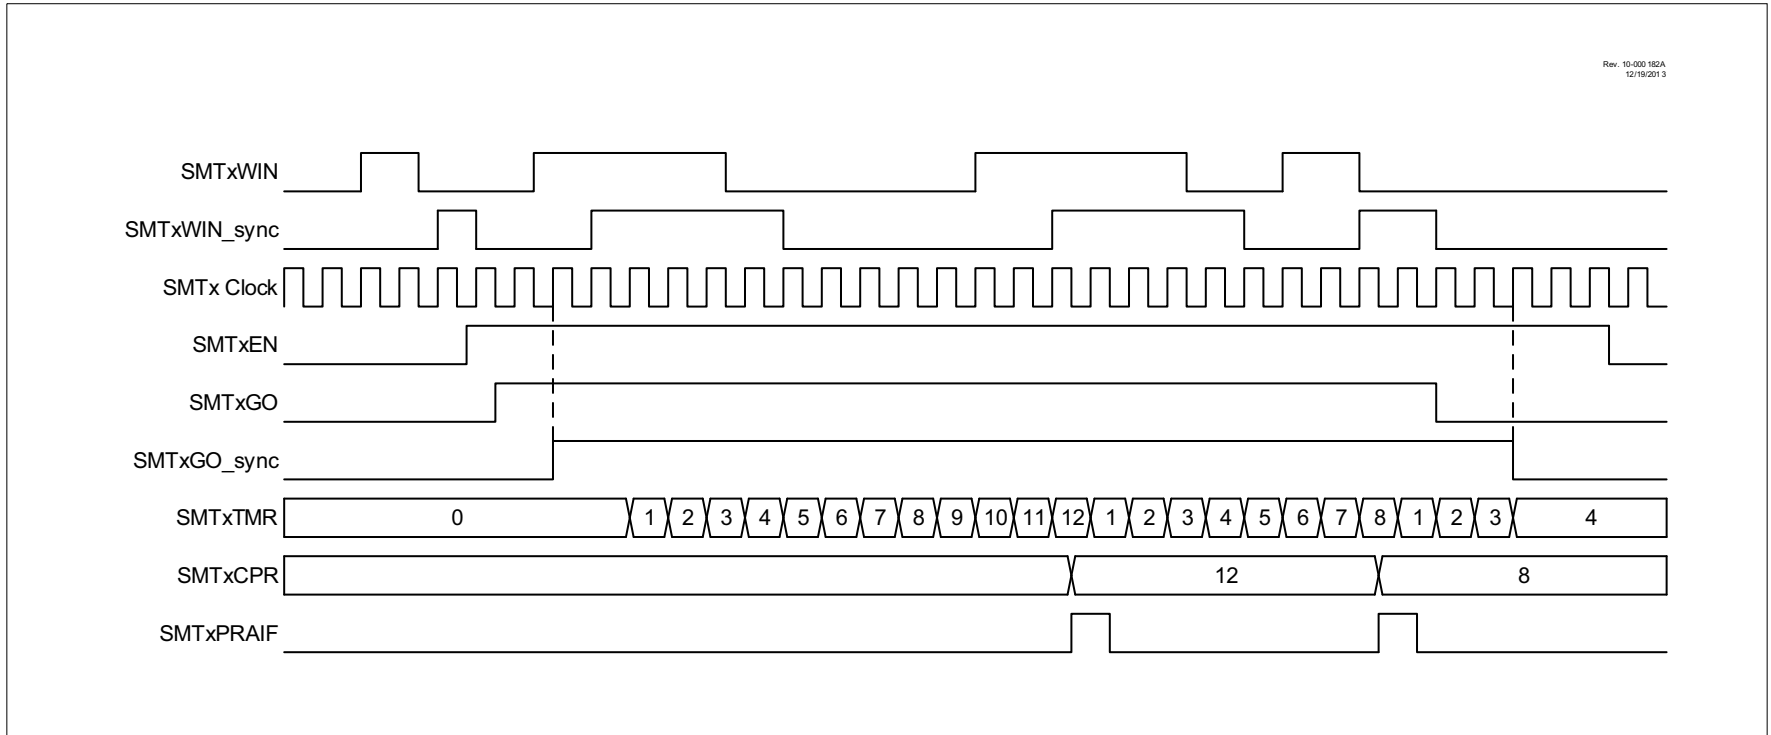 Rev. 10-000 182A
12/19/201 3
SMTxWIN
SMTxWIN_sync
SMTx Clock
SMTxEN
SMTxGO
SMTxGO_sync
SMTxTMR 0 1 2 3 4 5 6 7 8 9 10 11 12 1 2 3 4 5 6 7 8 1 2 3 4
SMTxCPR 12 8
SMTxPRAIF